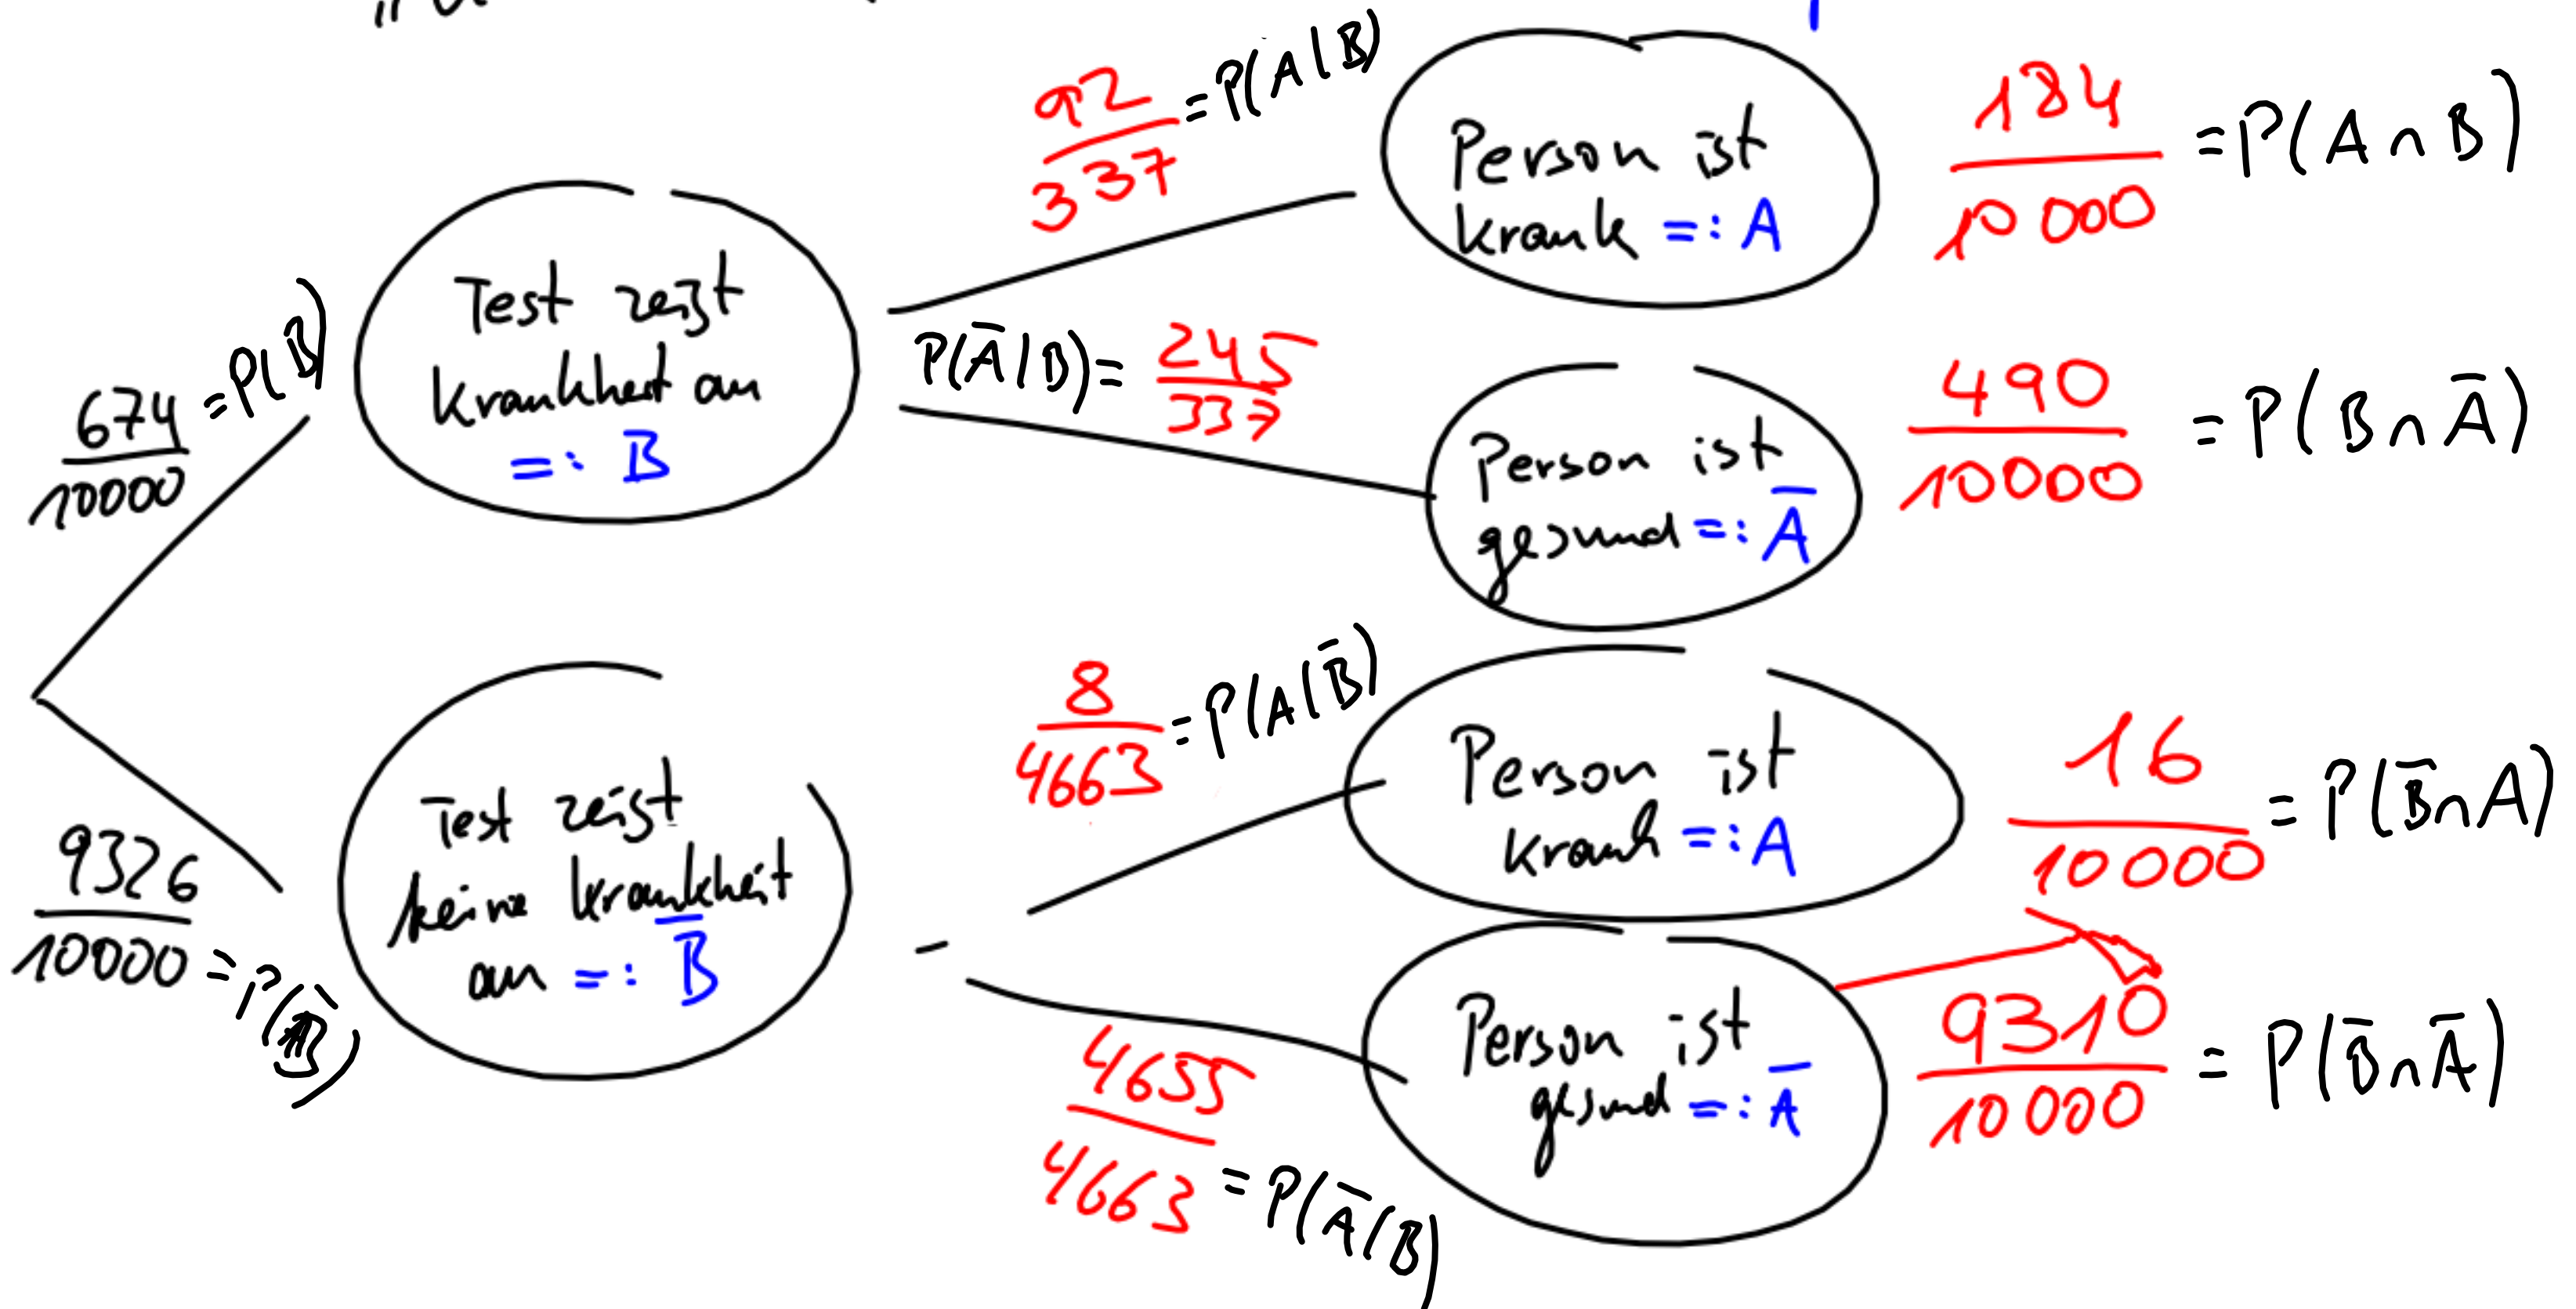 92/337 = P(A|B)
Person ist
krank =: A
184/10000 = P(A ∩ B)
674/10000 = P(B)
Test zeigt
Krankheit an
=: B
P(Ā|B) = 245/337
Person ist
gesund =: Ā
490/10000 = P(B ∩ Ā)
8/4663 = P(A|B̄)
Person ist
krank =: A
16/10000 = P(B̄ ∩ A)
9326/10000 = P(B̄)
Test zeigt
keine Krankheit
an =: B̄
4655/4663 = P(Ā|B)
Person ist
gesund =: Ā
9310/10000 = P(B̄ ∩ Ā)